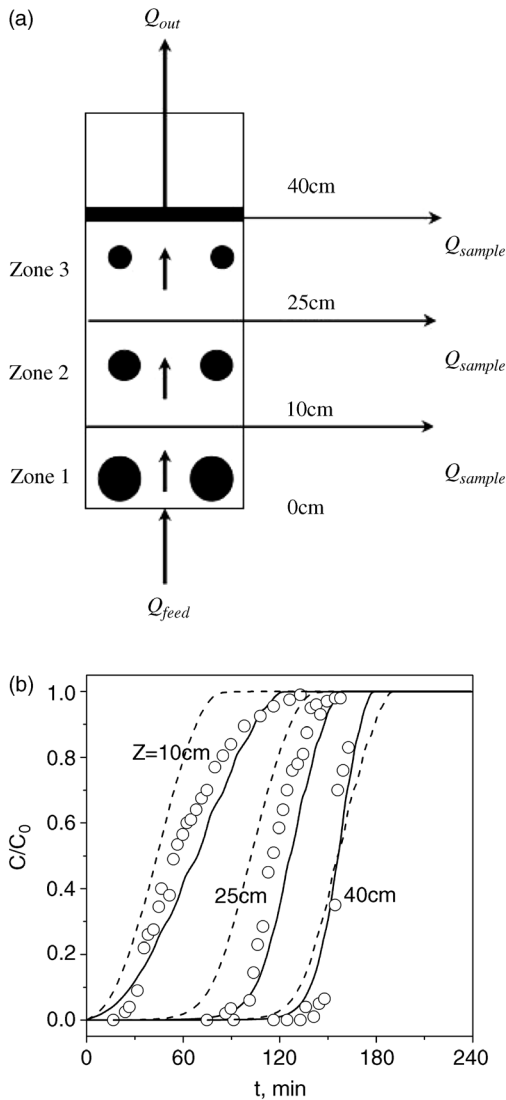 (a)
Q_out
40cm
Q_sample
Zone 3
25cm
Q_sample
Zone 2
10cm
Zone 1
Q_sample
0cm
Q_feed
(b)
1.0
Z=10cm
0.8
0.6
C/C₀
0.4
25cm
40cm
0.2
0.0
0
60
120
180
240
t, min